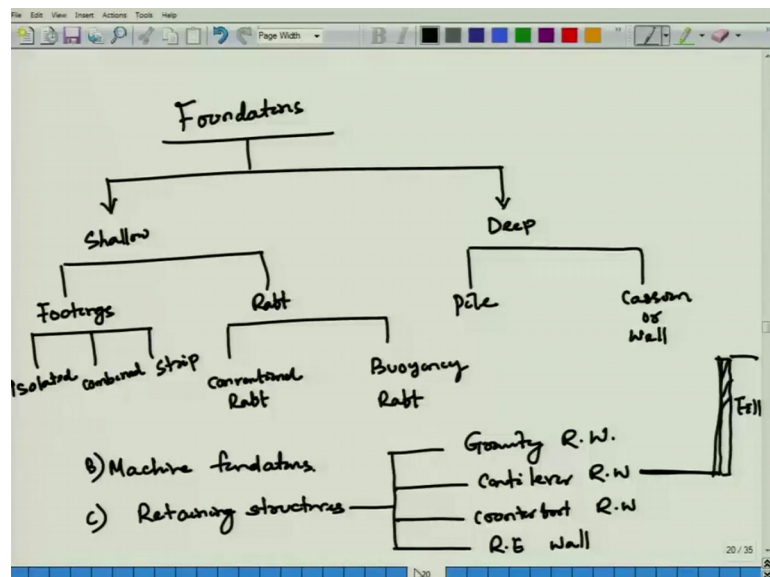 File Edit View Insert Actions Tools Help
Page Width
Foundations
Shallow
Deep
Footings
Raft
Pile
Caisson
or
Well
Isolated
Combined
Strip
Conventional
Raft
Buoyancy
Raft
Fill
B) Machine foundations.
C) Retaining structures
Gravity R.W.
Cantilever R.W
Counterfort R.W
R.E Wall
20 / 35
20